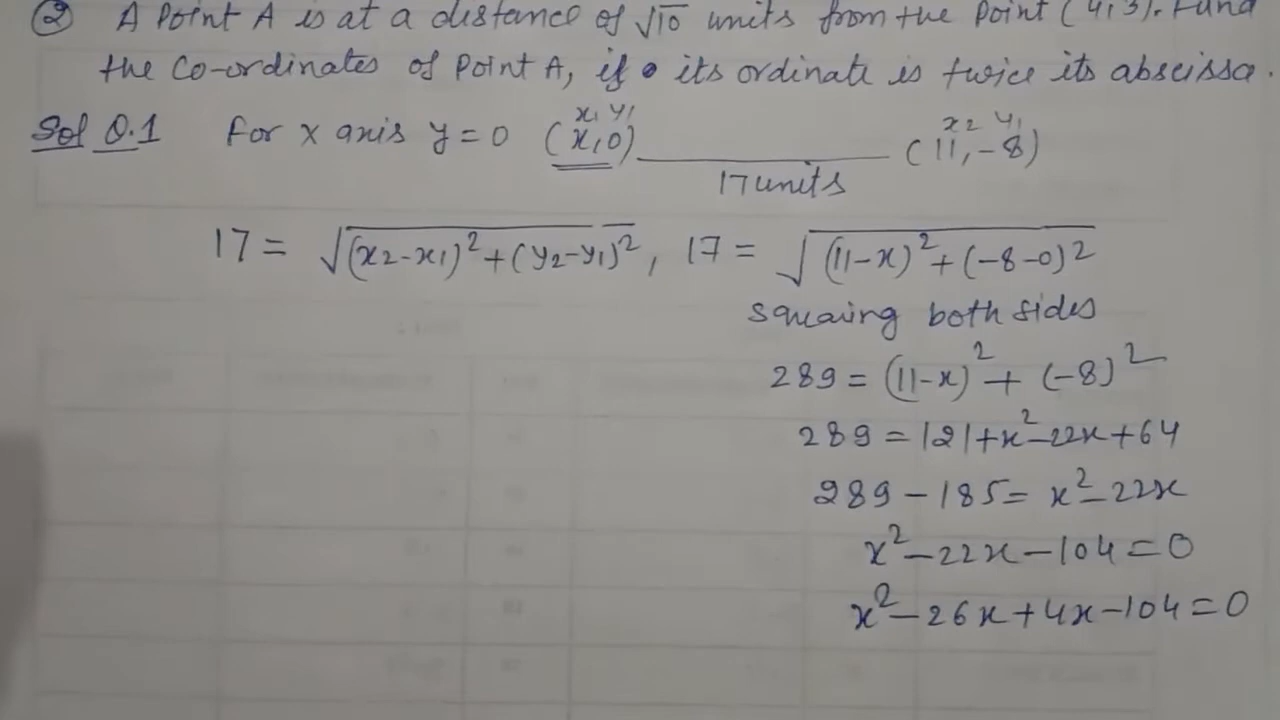 ② A Point A is at a distance of √10 units from the Point (4,3). Find
the Co-ordinates of Point A, if its ordinate is twice its abscissa.
Sol Q.1 For x axis y = 0 (x,0) 17 units (11,-8)
x₁ y₁ x₂ y₁
17 = √(x₂-x₁)²+(y₂-y₁)², 17 = √(11-x)²+(-8-0)²
squaing both sides
289 = (11-x)² + (-8)²
289 = 121+x²-22x+64
289 - 185 = x²-22x
x²-22x-104=0
x²-26x+4x-104=0